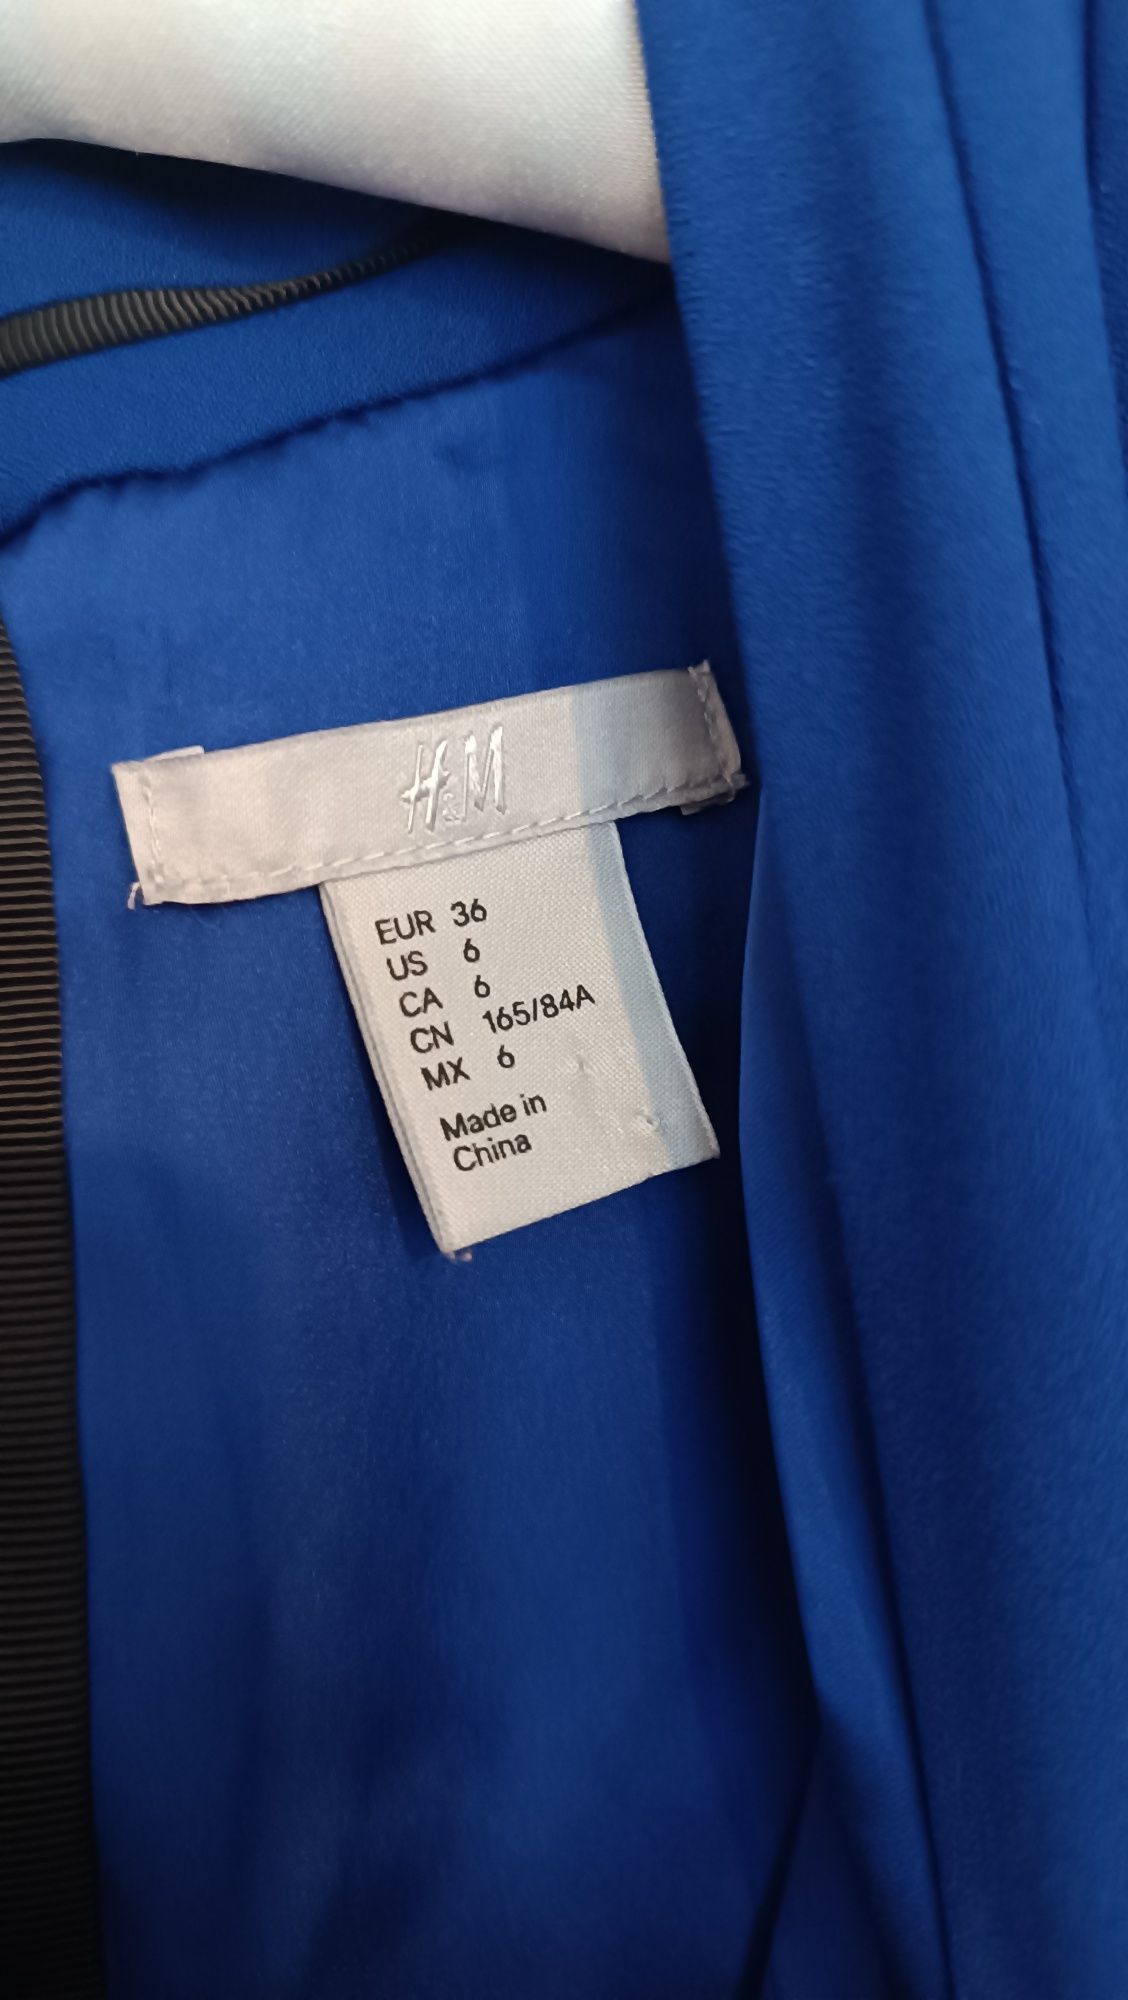 H&M
EUR 36
US 6
CA 6
CN 165/84A
MX 6
Made in
China